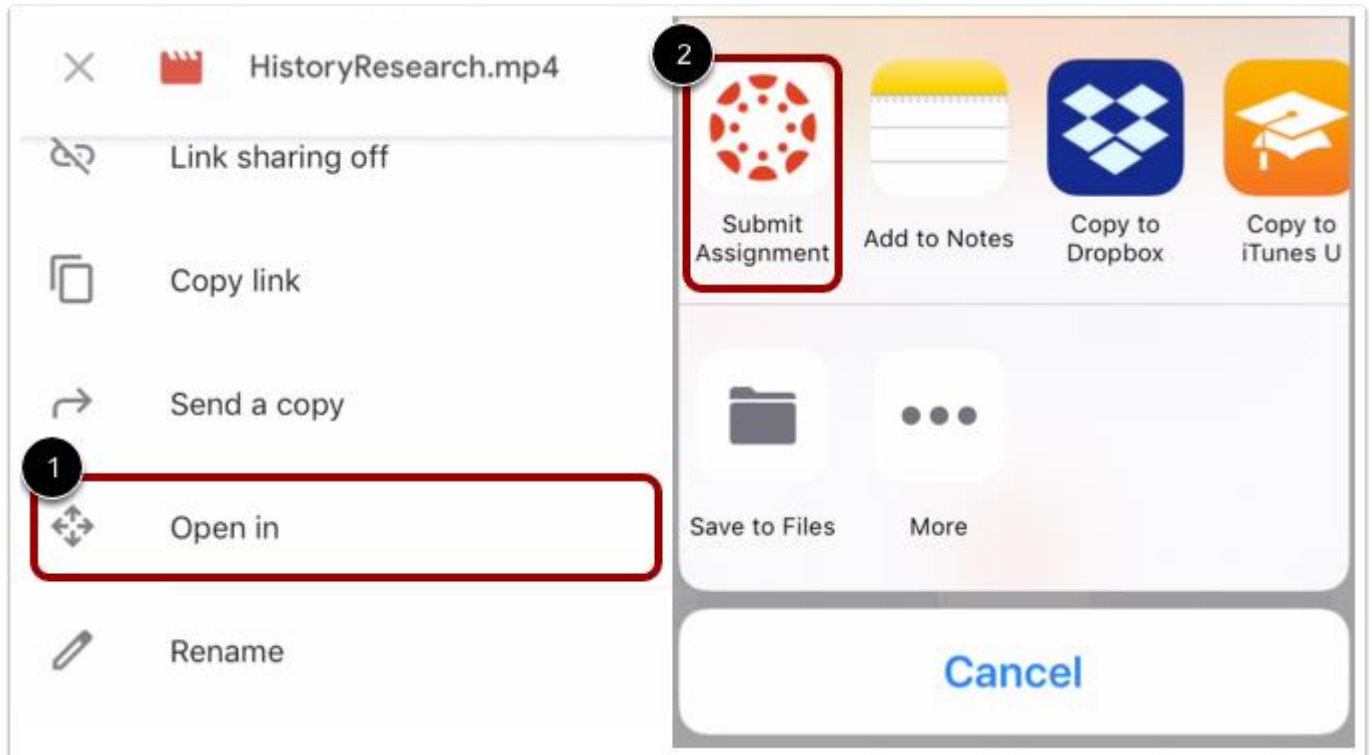 HistoryResearch.mp4
Link sharing off
Copy link
Send a copy
1
Open in
Rename
2
Submit
Assignment
Add to Notes
Copy to
Dropbox
Copy to
iTunes U
Save to Files
More
Cancel